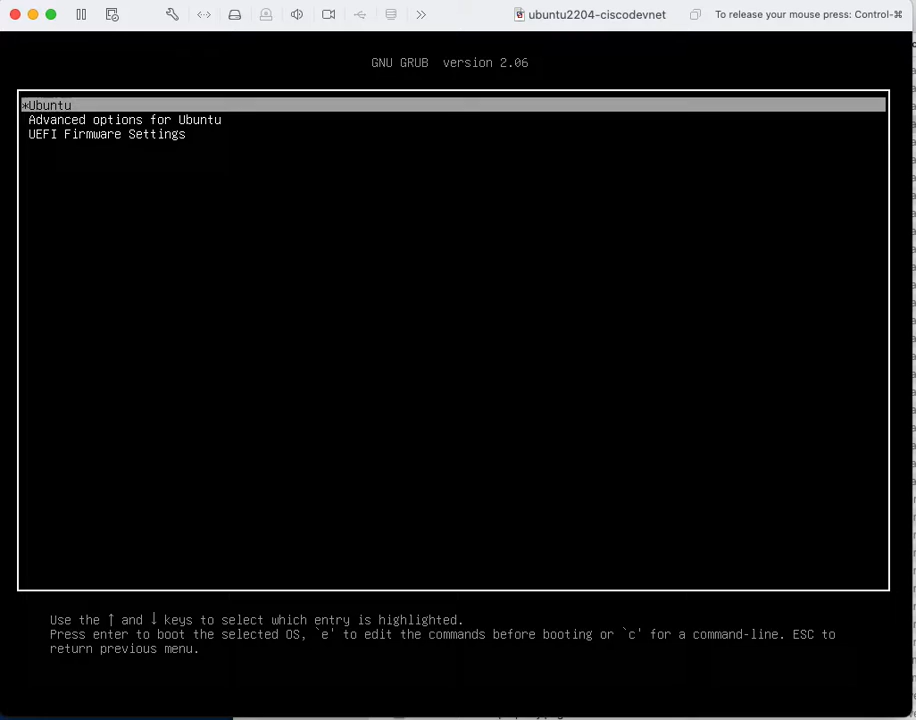 ubuntu2204-ciscodevnet
To release your mouse press: Control-⌘
GNU GRUB version 2.06
*Ubuntu
Advanced options for Ubuntu
UEFI Firmware Settings
Use the ↑ and ↓ keys to select which entry is highlighted.
Press enter to boot the selected OS, `e' to edit the commands before booting or `c' for a command-line. ESC to
return previous menu.